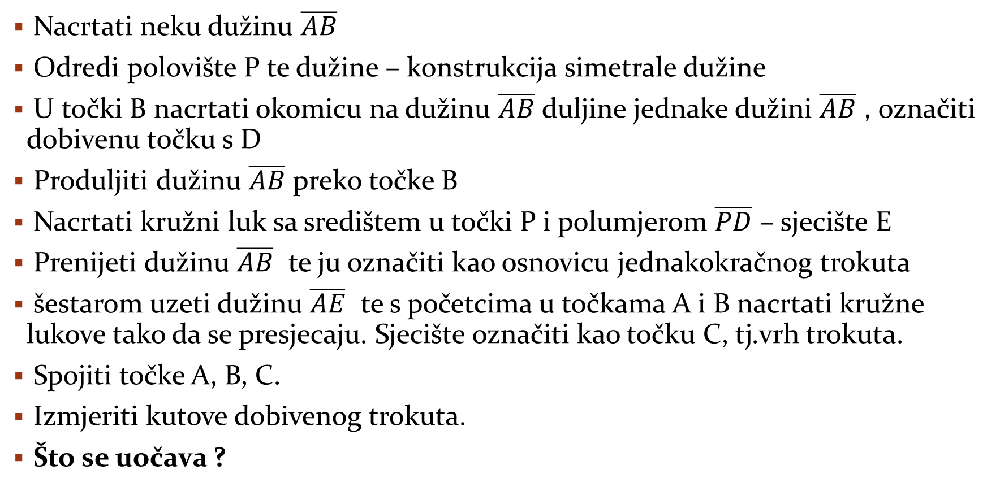 ▪ Nacrtati neku dužinu $\overline{AB}$
▪ Odredi polovište P te dužine – konstrukcija simetrale dužine
▪ U točki B nacrtati okomicu na dužinu $\overline{AB}$ duljine jednake dužini $\overline{AB}$ , označiti
dobivenu točku s D
▪ Produljiti dužinu $\overline{AB}$ preko točke B
▪ Nacrtati kružni luk sa središtem u točki P i polumjerom $\overline{PD}$ – sjecište E
▪ Prenijeti dužinu $\overline{AB}$ te ju označiti kao osnovicu jednakokračnog trokuta
▪ šestarom uzeti dužinu $\overline{AE}$ te s početcima u točkama A i B nacrtati kružne
lukove tako da se presjecaju. Sjecište označiti kao točku C, tj.vrh trokuta.
▪ Spojiti točke A, B, C.
▪ Izmjeriti kutove dobivenog trokuta.
▪ Što se uočava ?